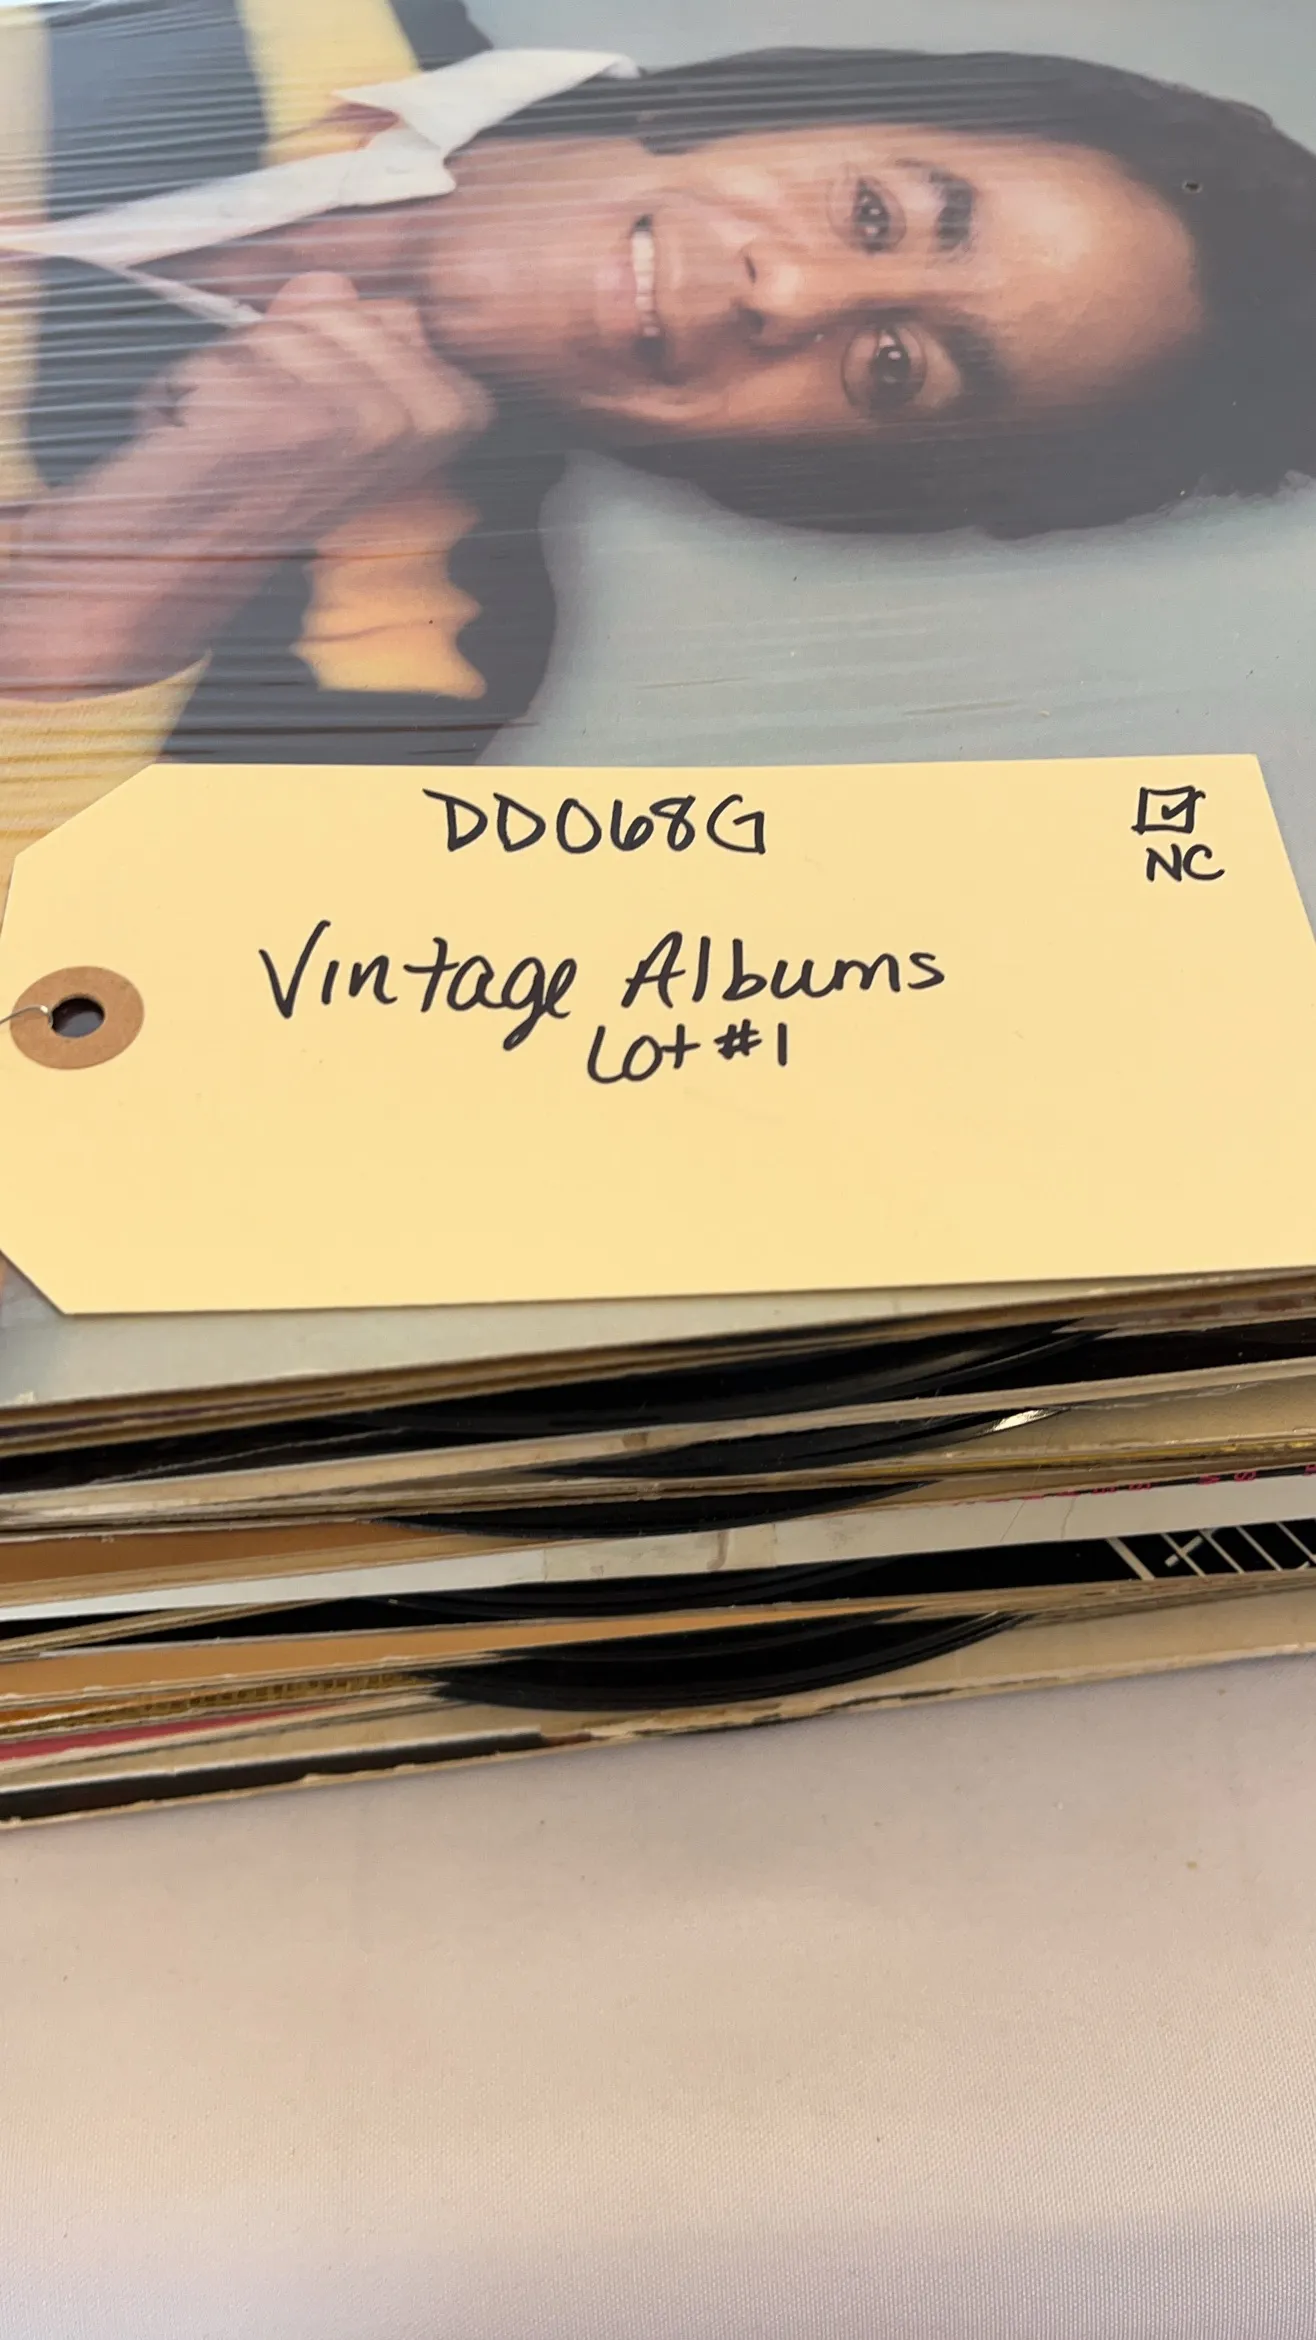 DD068G
☑
NC
Vintage Albums
Lot #1